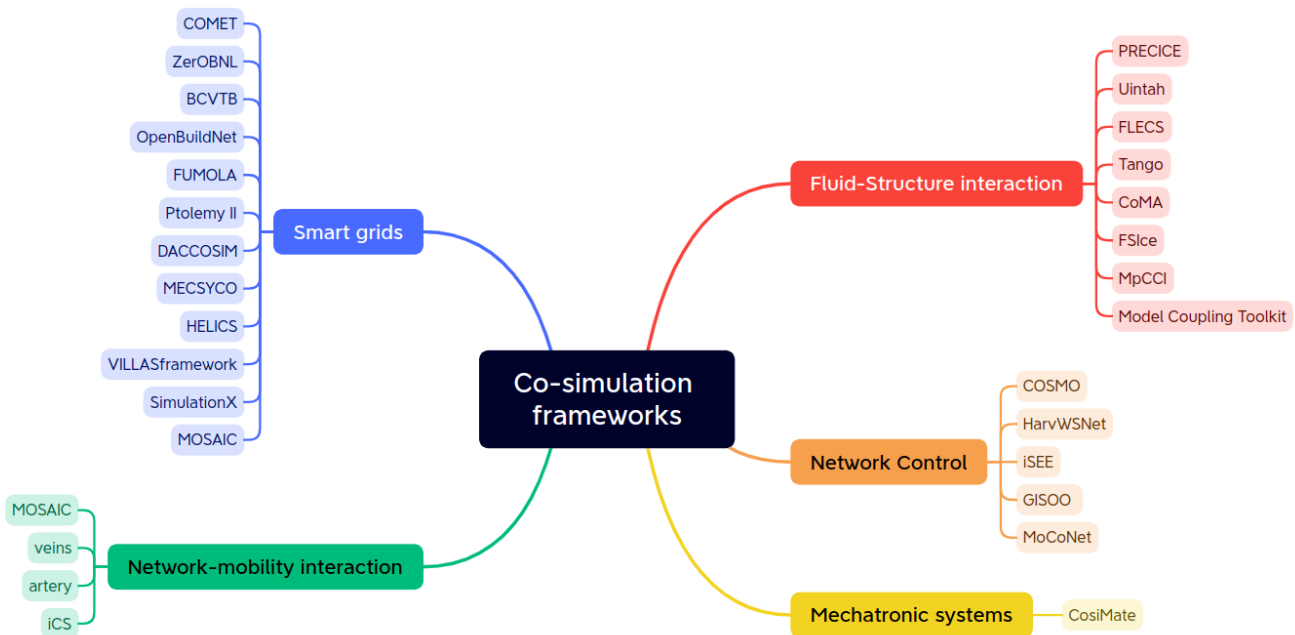 COMET
ZerOBNL
BCVTB
OpenBuildNet
FUMOLA
Ptolemy II
DACCOSIM
MECSYCO
HELICS
VILLASframework
SimulationX
MOSAIC
Smart grids
MOSAIC
veins
artery
iCS
Network-mobility interaction
Co-simulation
frameworks
Fluid-Structure interaction
PRECICE
Uintah
FLECS
Tango
CoMA
FSIce
MpCCI
Model Coupling Toolkit
Network Control
COSMO
HarvWSNet
iSEE
GISOO
MoCoNet
Mechatronic systems
CosiMate